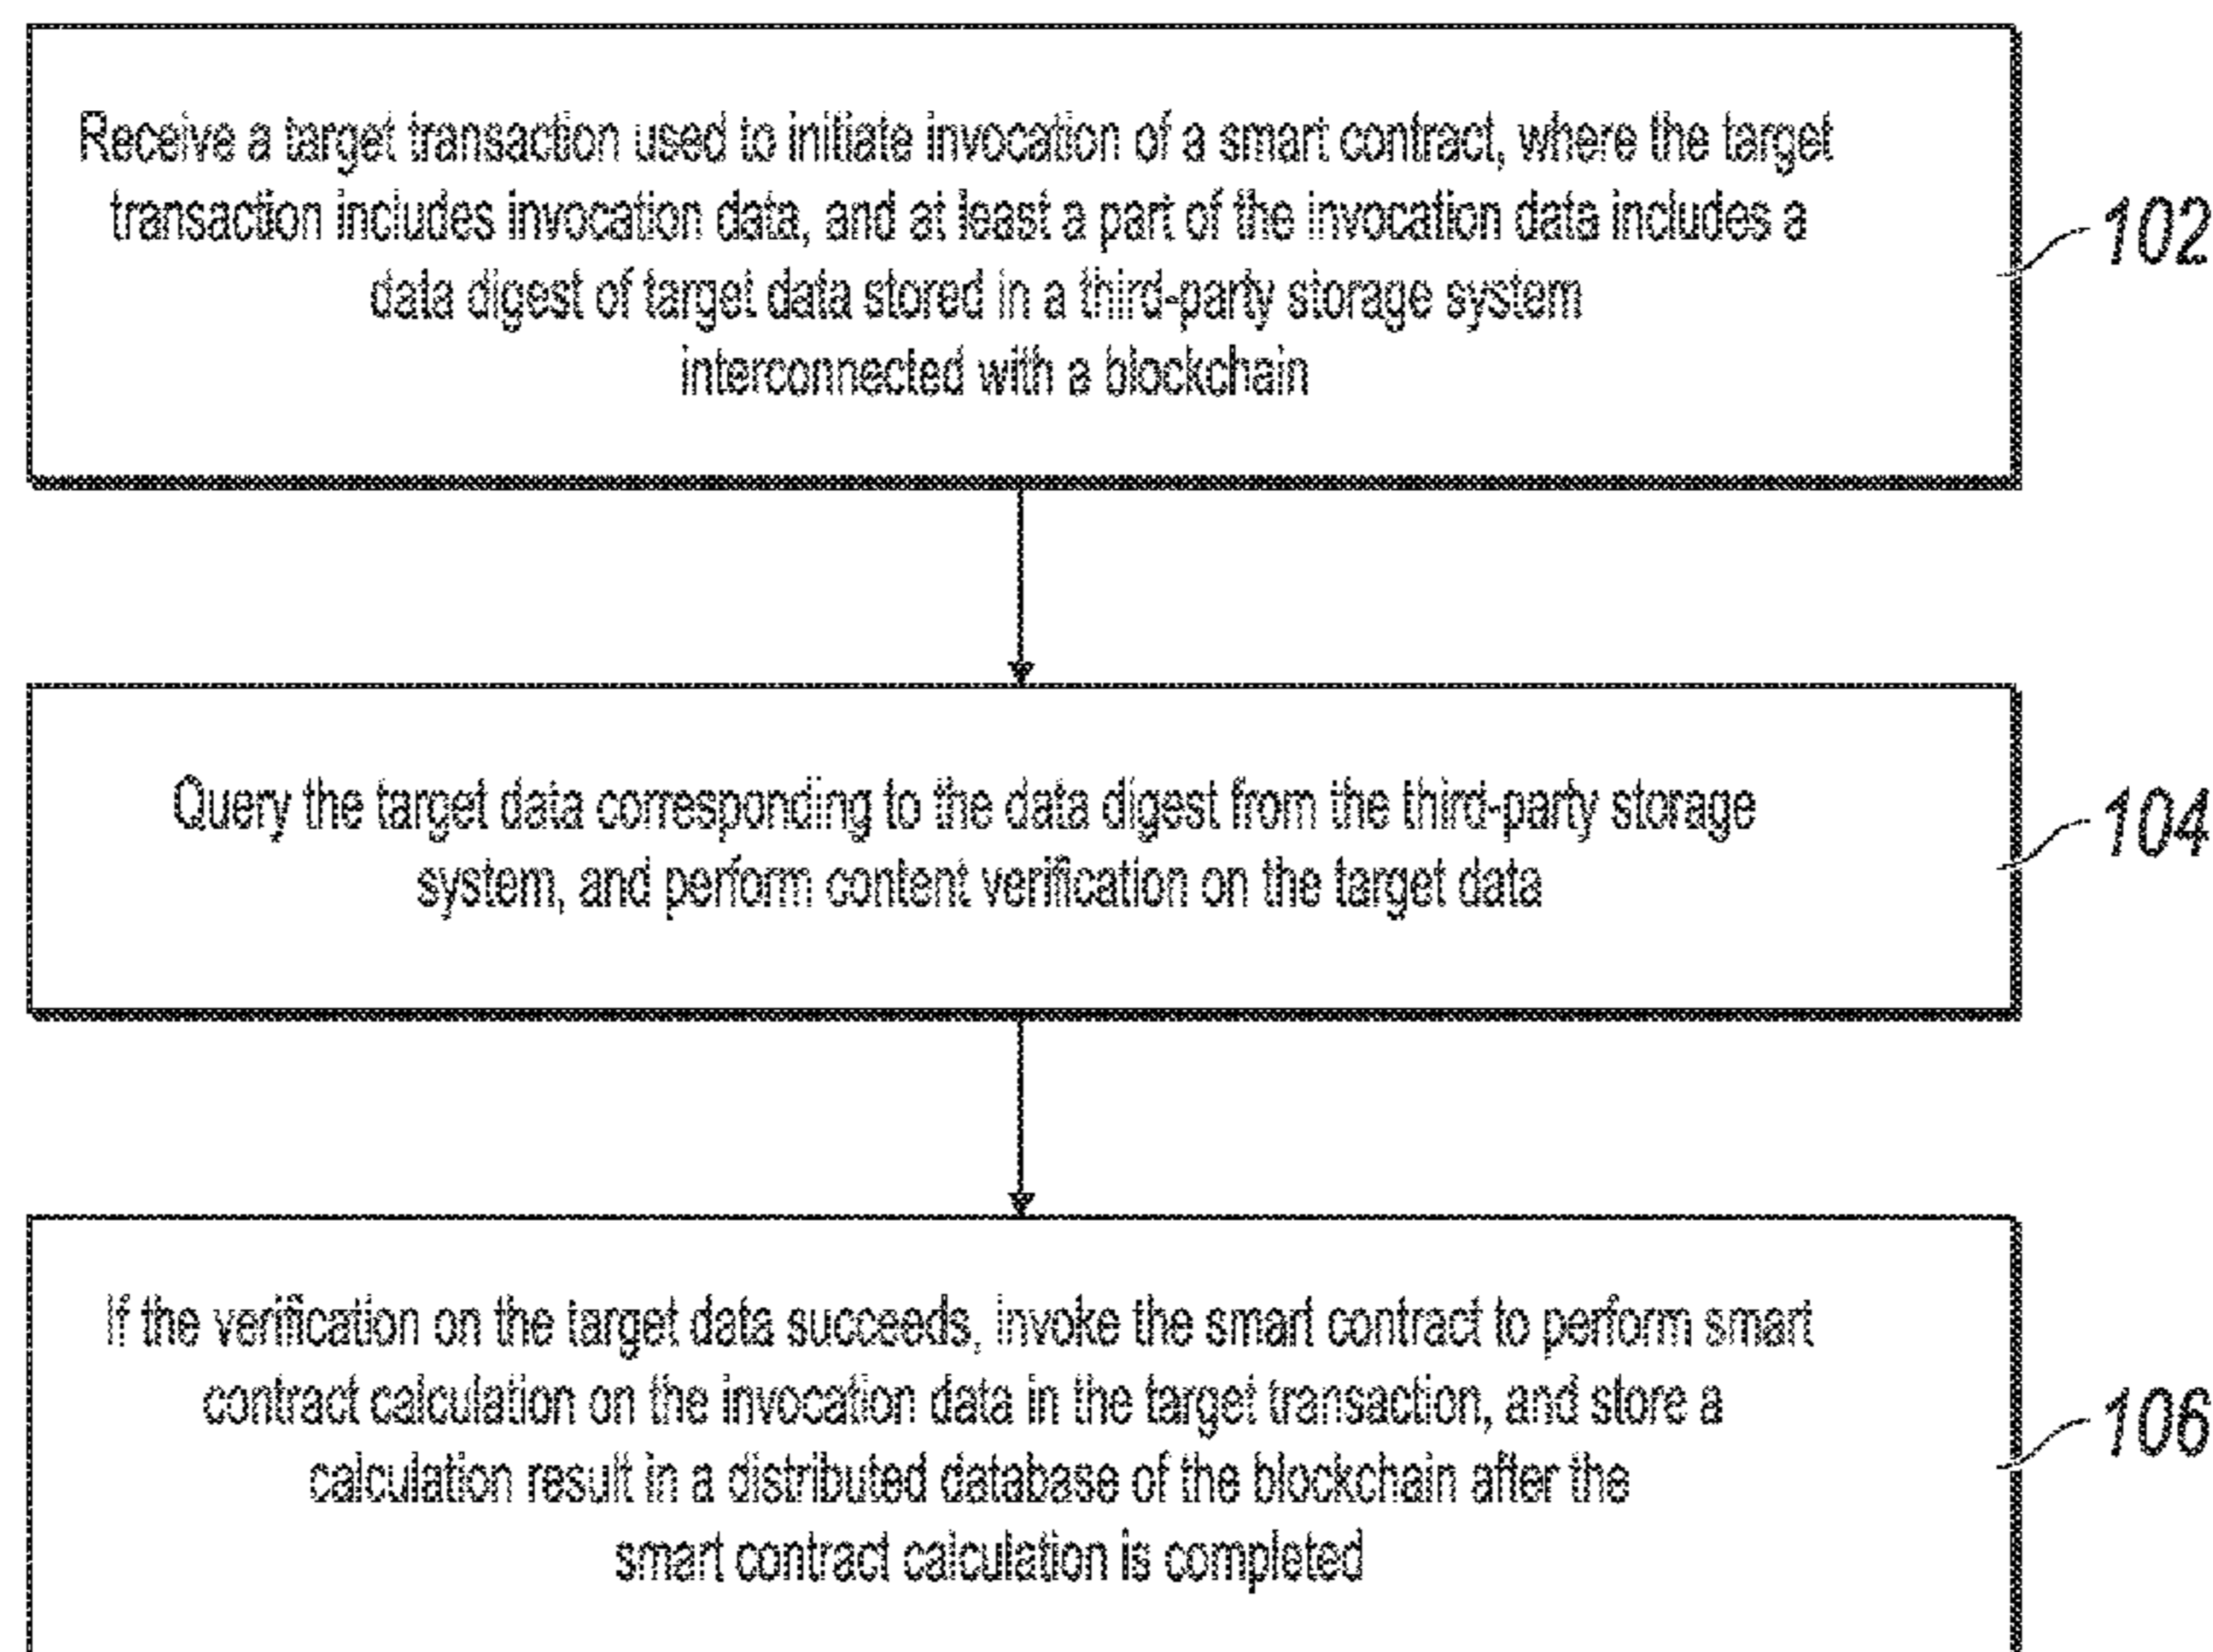 Receive a target transaction used to initiate invocation of a smart contract, where the target
transaction includes invocation data, and at least a part of the invocation data includes a
data digest of target data stored in a third-party storage system
interconnected with a blockchain
102
Query the target data corresponding to the data digest from the third-party storage
system, and perform content verification on the target data
104
If the verification on the target data succeeds, invoke the smart contract to perform smart
contract calculation on the invocation data in the target transaction, and store a
calculation result in a distributed database of the blockchain after the
smart contract calculation is completed
106